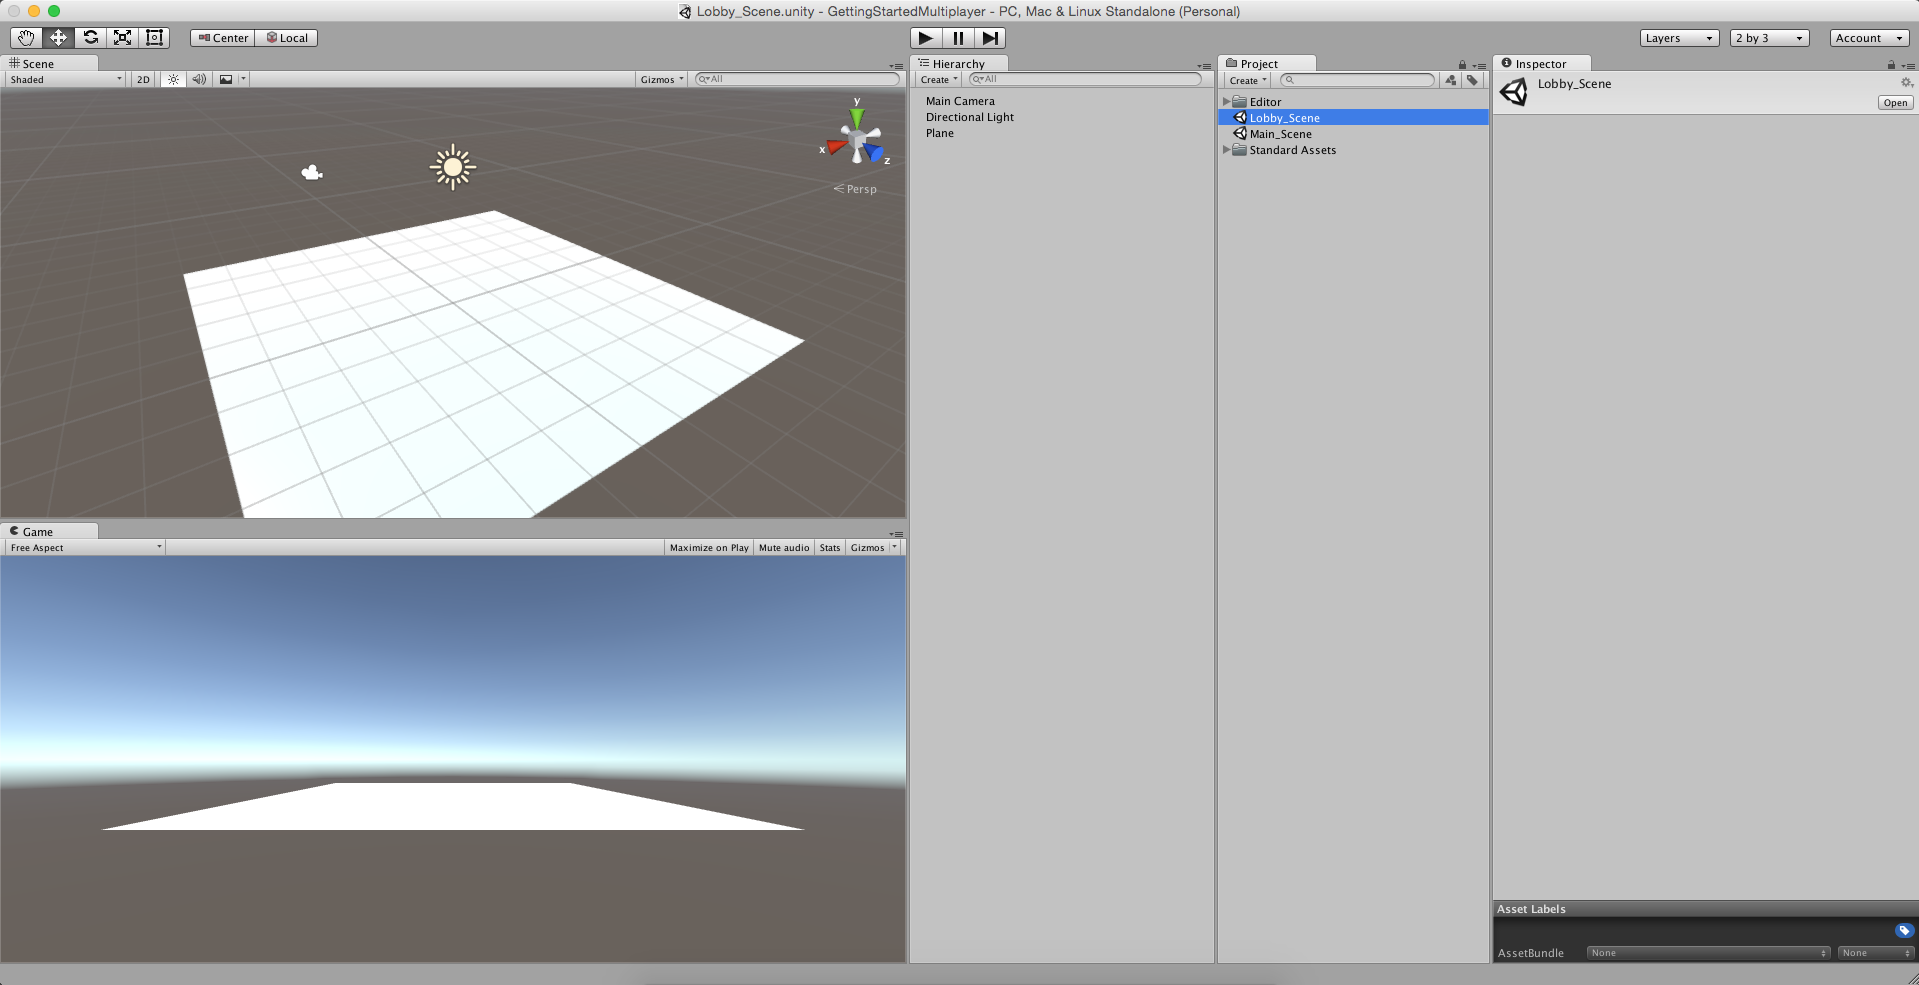 Lobby_Scene.unity - GettingStartedMultiplayer - PC, Mac & Linux Standalone (Personal)
Center Local Layers 2 by 3 Account
Scene
Shaded 2D Gizmos All
y
x
z
Persp
Game
Free Aspect Maximize on Play Mute audio Stats Gizmos
Hierarchy
Create All
Main Camera
Directional Light
Plane
Project
Create
Editor
Lobby_Scene
Main_Scene
Standard Assets
Inspector
Lobby_Scene
Open
Asset Labels
AssetBundle None None